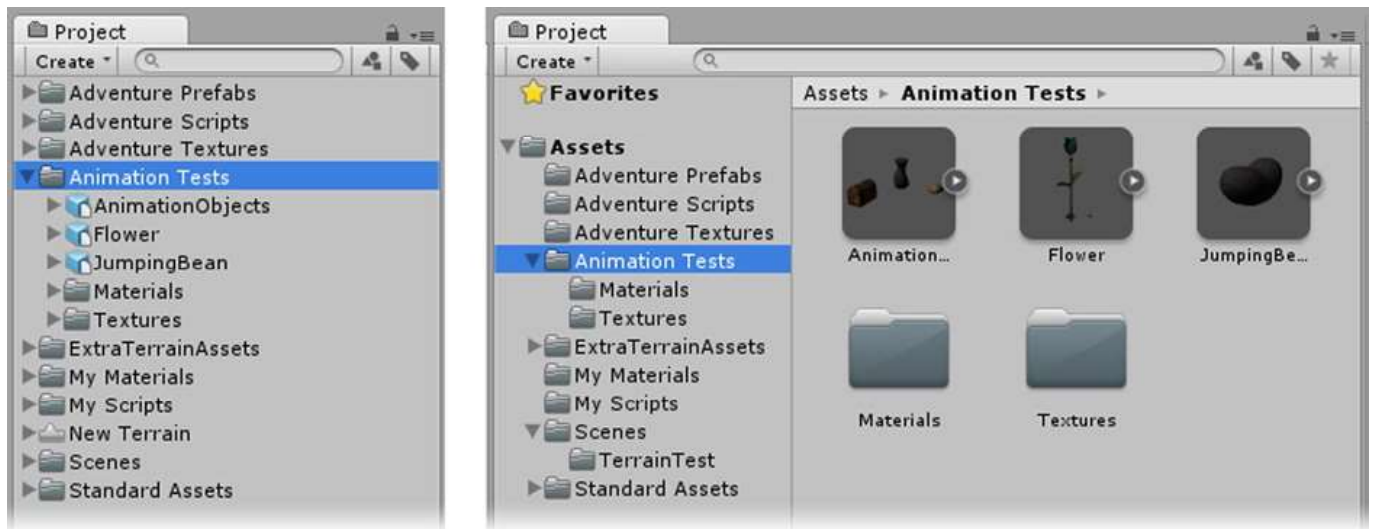 Project
Create
Adventure Prefabs
Adventure Scripts
Adventure Textures
Animation Tests
AnimationObjects
Flower
JumpingBean
Materials
Textures
ExtraTerrainAssets
My Materials
My Scripts
New Terrain
Scenes
Standard Assets
Project
Create
Favorites
Assets
Adventure Prefabs
Adventure Scripts
Adventure Textures
Animation Tests
Materials
Textures
ExtraTerrainAssets
My Materials
My Scripts
Scenes
TerrainTest
Standard Assets
Assets Animation Tests
Animation... Flower JumpingBe...
Materials Textures